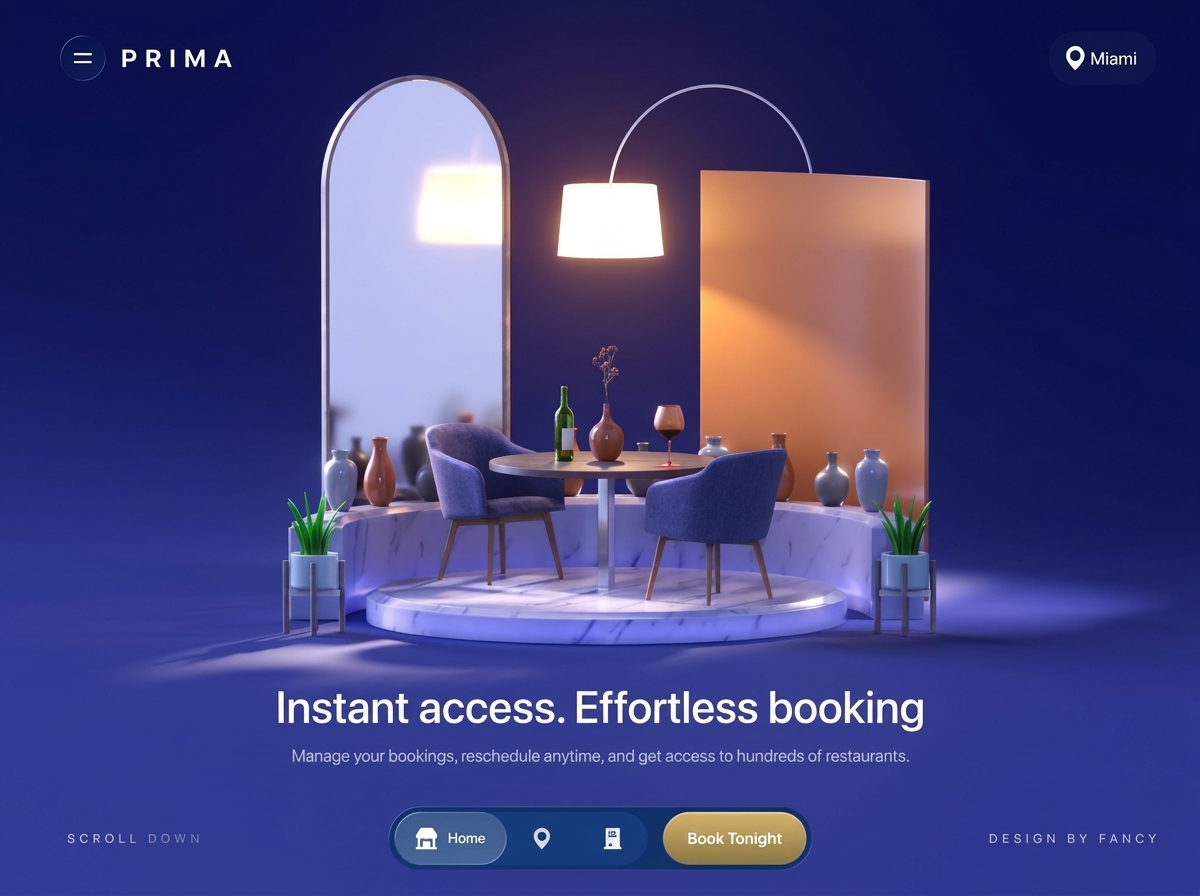 PRIMA
Miami
Instant access. Effortless booking
Manage your bookings, reschedule anytime, and get access to hundreds of restaurants.
SCROLL DOWN
Home
Book Tonight
DESIGN BY FANCY